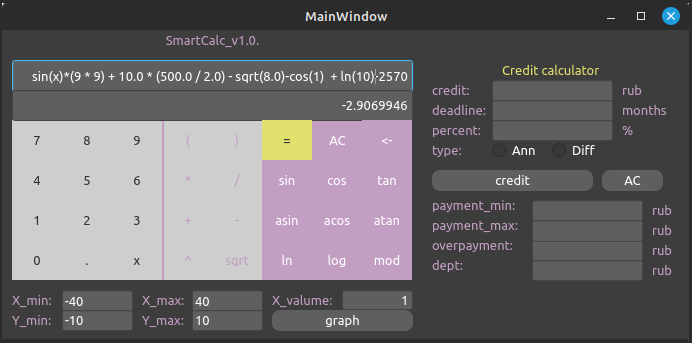 MainWindow
SmartCalc_v1.0.
sin(x)*(9 * 9) + 10.0 * (500.0 / 2.0) - sqrt(8.0)-cos(1) + ln(10)-2570
-2.9069946
7 8 9 ( ) = AC <-
4 5 6 * / sin cos tan
1 2 3 + - asin acos atan
0 . x ^ sqrt ln log mod
X_min: -40 X_max: 40 X_value: 1
Y_min: -10 Y_max: 10 graph
Credit calculator
credit: rub
deadline: months
percent: %
type: Ann Diff
credit AC
payment_min: rub
payment_max: rub
overpayment: rub
dept: rub